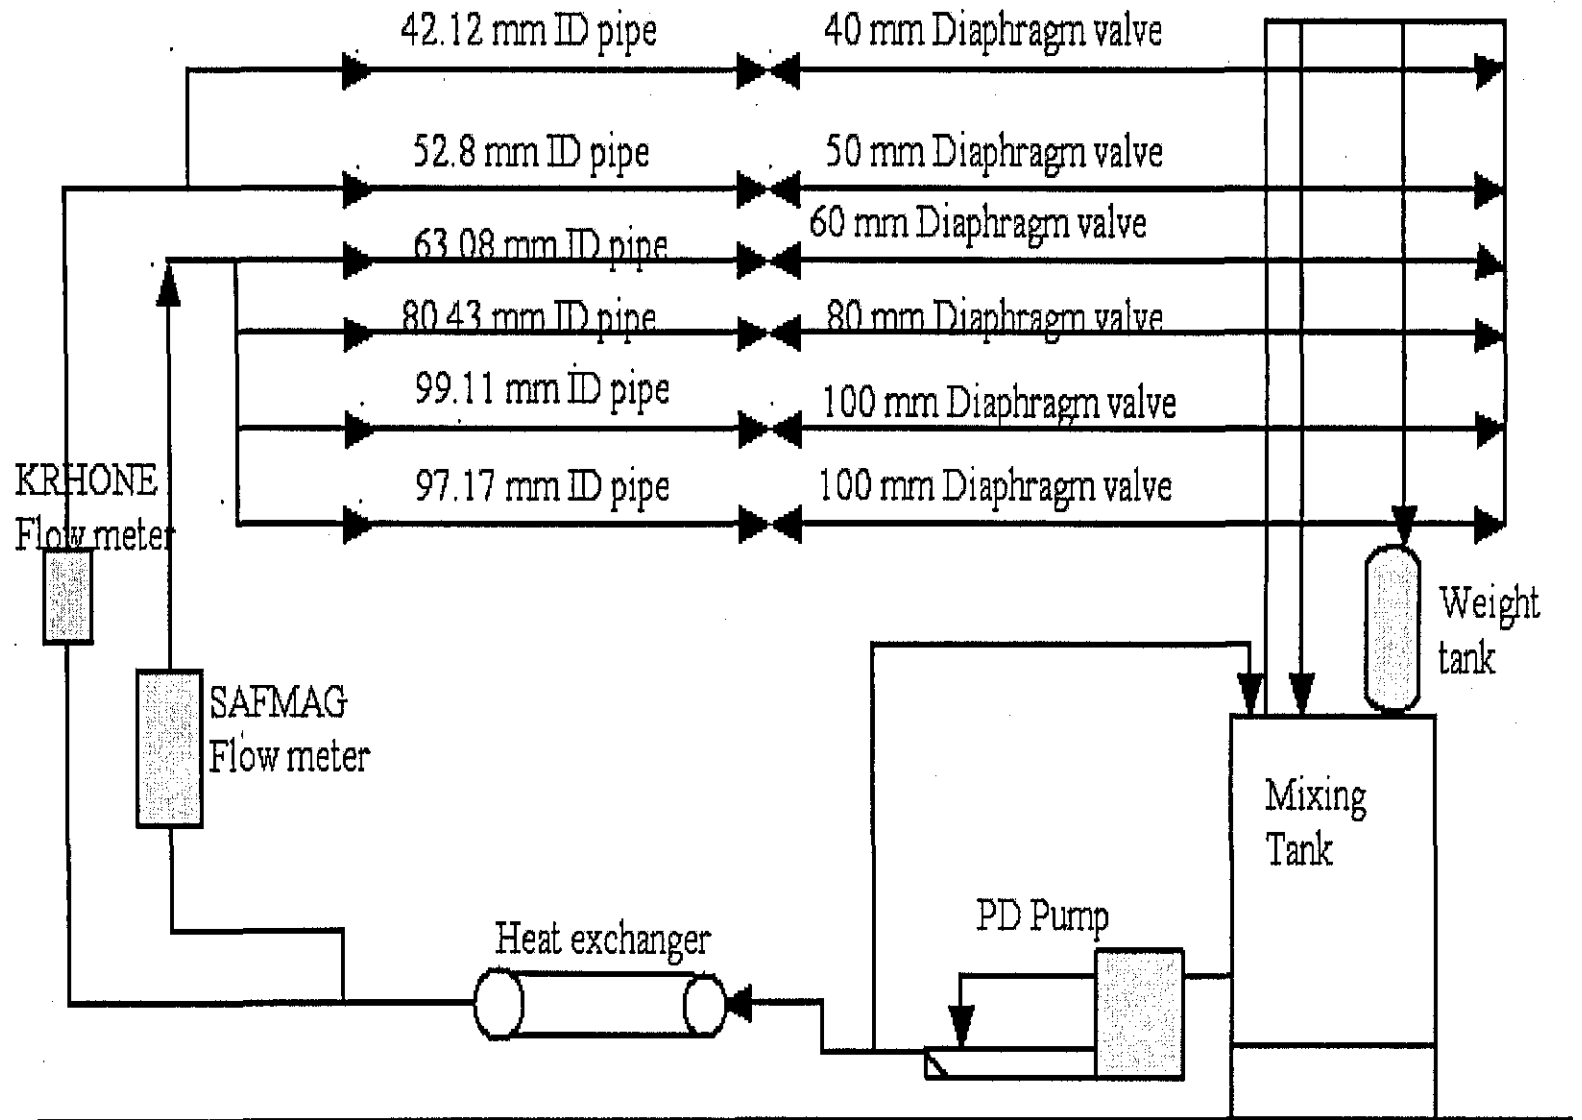 42.12 mm ID pipe
40 mm Diaphragm valve
52.8 mm ID pipe
50 mm Diaphragm valve
63.08 mm ID pipe
60 mm Diaphragm valve
80.43 mm ID pipe
80 mm Diaphragm valve
99.11 mm ID pipe
100 mm Diaphragm valve
97.17 mm ID pipe
100 mm Diaphragm valve
KRHONE
Flow meter
Weight
tank
SAFMAG
Flow meter
Mixing
Tank
PD Pump
Heat exchanger